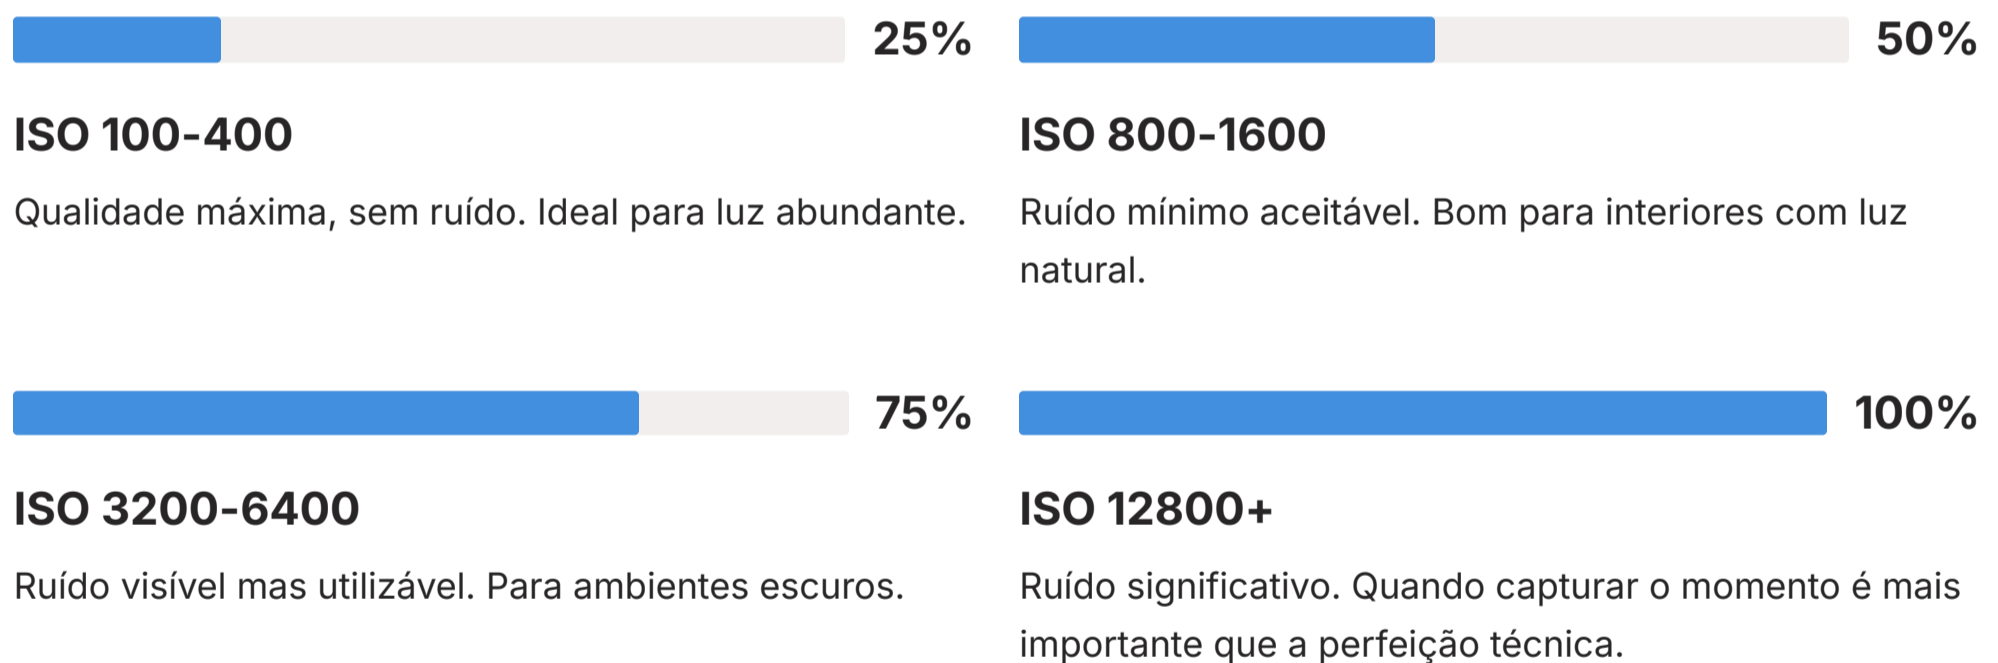 25%
ISO 100-400
Qualidade máxima, sem ruído. Ideal para luz abundante.
50%
ISO 800-1600
Ruído mínimo aceitável. Bom para interiores com luz
natural.
75%
ISO 3200-6400
Ruído visível mas utilizável. Para ambientes escuros.
100%
ISO 12800+
Ruído significativo. Quando capturar o momento é mais
importante que a perfeição técnica.